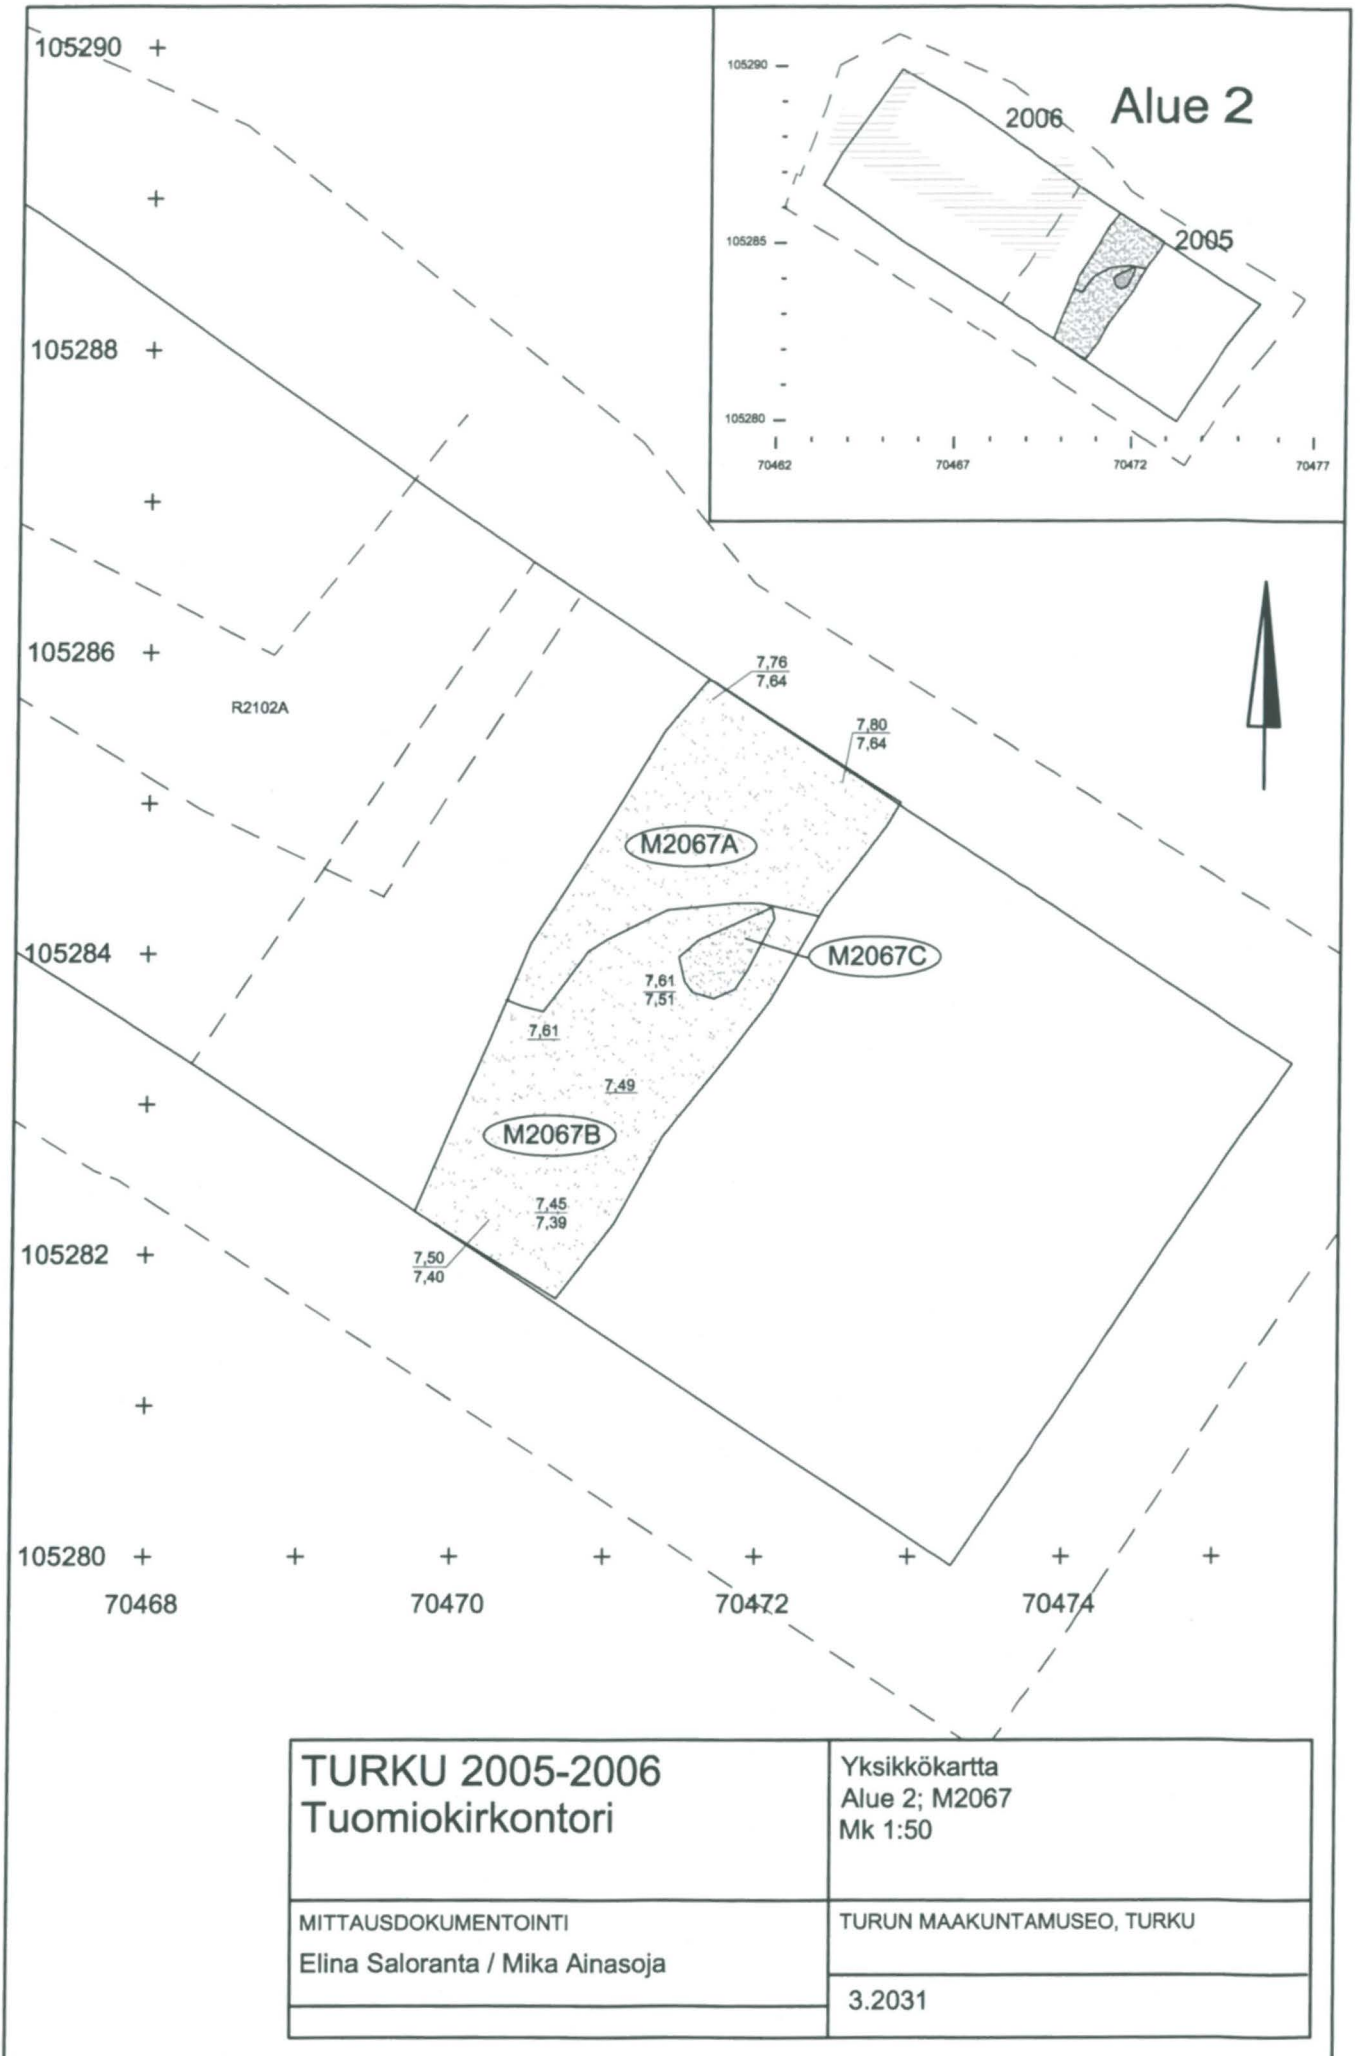 105290
105288
105286
105284
105282
105280
70468
70470
70472
70474
Alue 2
2006
2005
105290
105285
105280
70462
70467
70472
70477
R2102A
7,76
7,64
7,80
7,64
M2067A
M2067C
7,61
7,51
7,61
7,49
M2067B
7,45
7,39
7,50
7,40
TURKU 2005-2006
Tuomiokirkontori
Yksikkökartta
Alue 2; M2067
Mk 1:50
MITTAUSDOKUMENTOINTI
Elina Saloranta / Mika Ainasoja
TURUN MAAKUNTAMUSEO, TURKU
3.2031